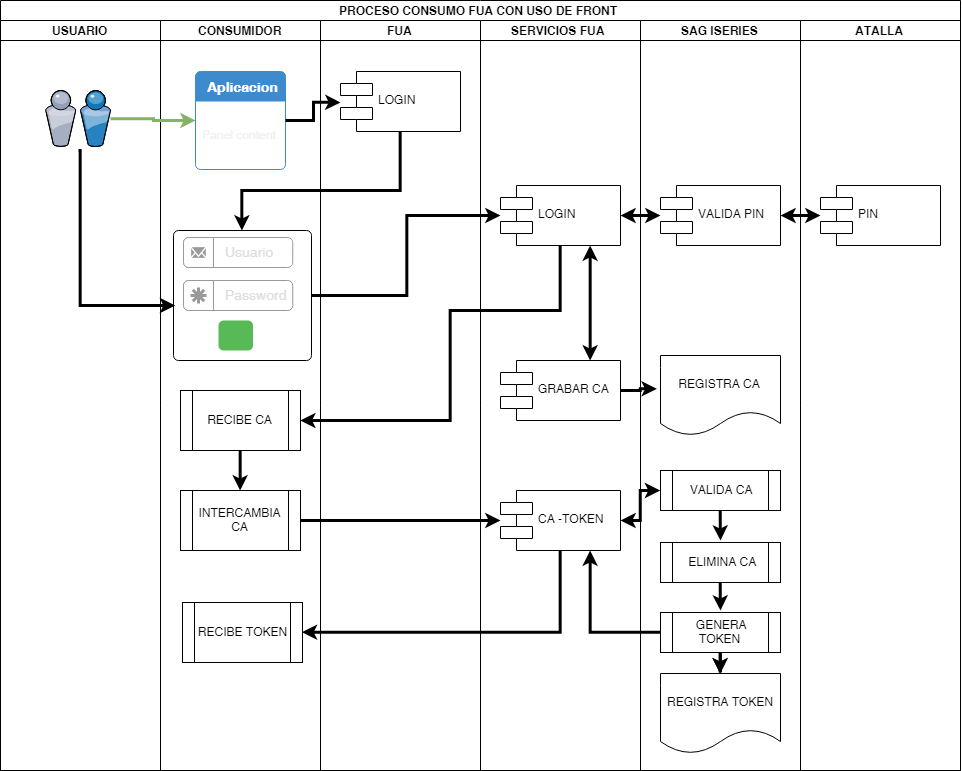 PROCESO CONSUMO FUA CON USO DE FRONT
USUARIO
CONSUMIDOR
FUA
SERVICIOS FUA
SAG ISERIES
ATALLA
Aplicacion
Panel content
LOGIN
LOGIN
VALIDA PIN
PIN
Usuario
Password
GRABAR CA
REGISTRA CA
RECIBE CA
INTERCAMBIA
CA
CA -TOKEN
VALIDA CA
ELIMINA CA
RECIBE TOKEN
GENERA
TOKEN
REGISTRA TOKEN